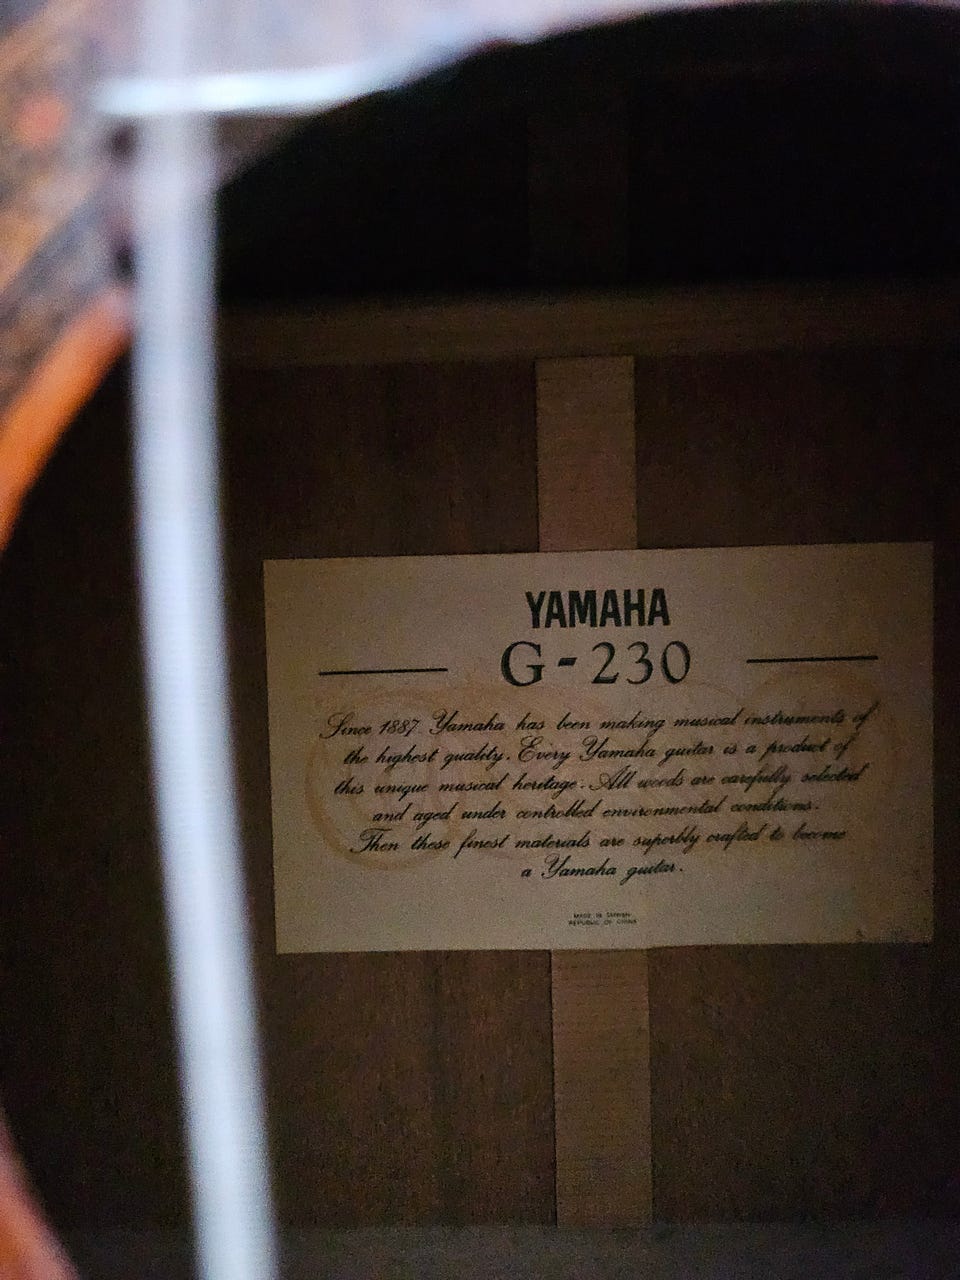 YAMAHA
G-230
Since 1887 Yamaha has been making musical instruments of
the highest quality. Every Yamaha guitar is a product of
this unique musical heritage. All woods are carefully selected
and aged under controlled environmental conditions.
Then these finest materials are superbly crafted to become
a Yamaha guitar.
MADE IN TAIWAN
REPUBLIC OF CHINA